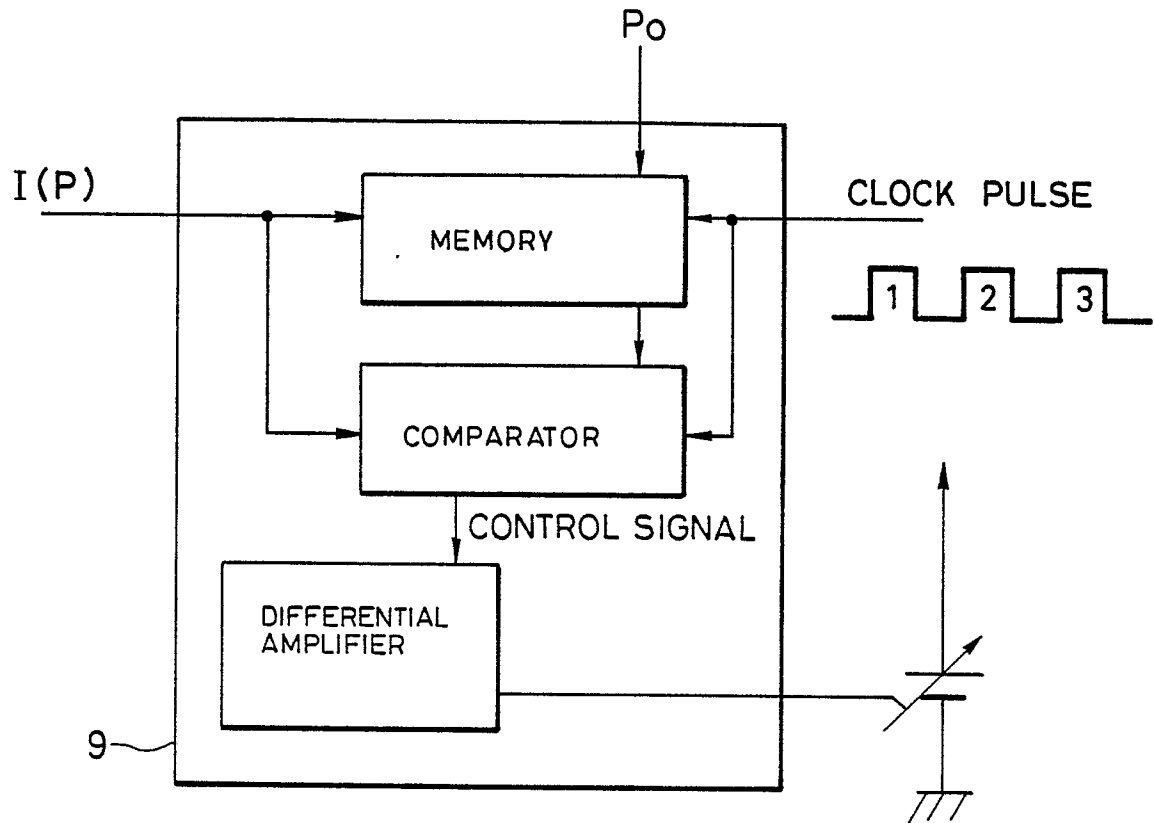 Po
I(P)
CLOCK PULSE
MEMORY
1 2 3
COMPARATOR
CONTROL SIGNAL
DIFFERENTIAL
AMPLIFIER
9